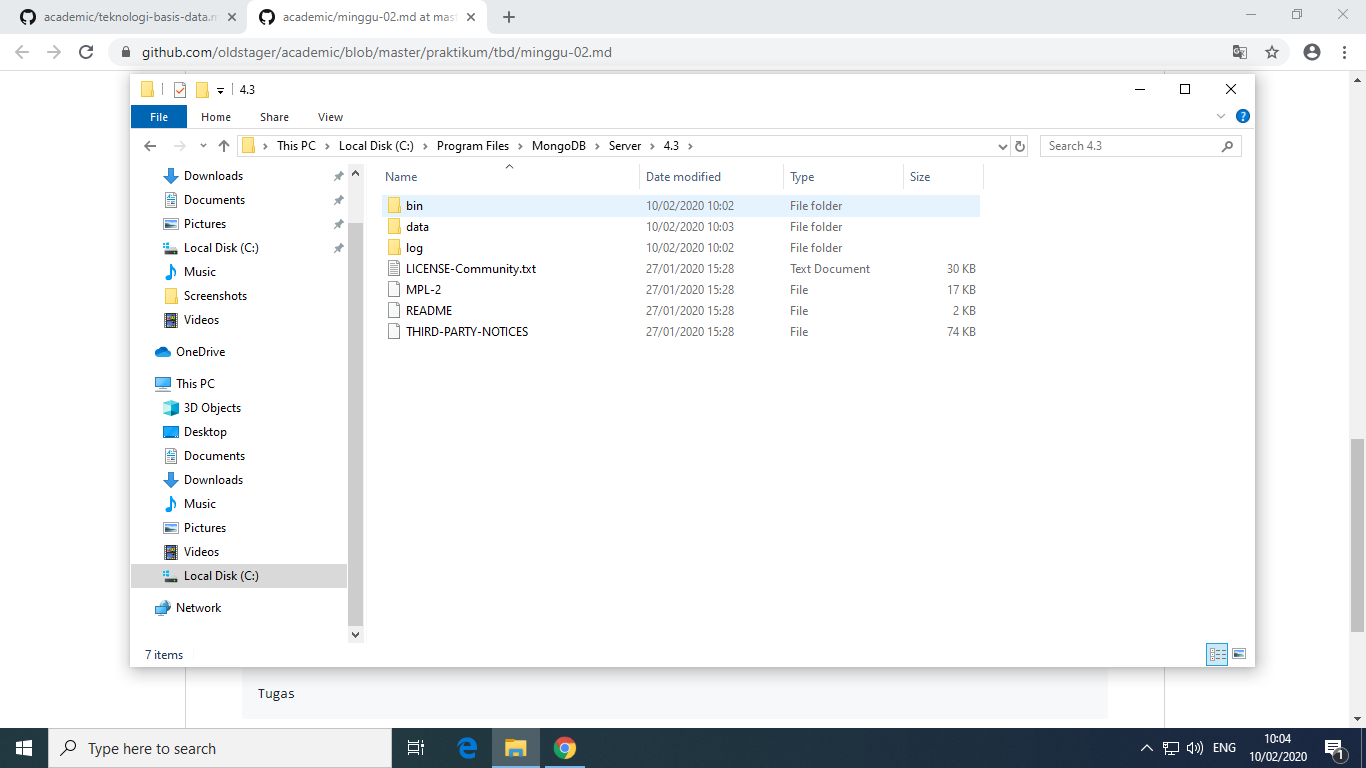 academic/teknologi-basis-data.m
academic/minggu-02.md at mast
github.com/oldstager/academic/blob/master/praktikum/tbd/minggu-02.md
4.3
File Home Share View
This PC Local Disk (C:) Program Files MongoDB Server 4.3
Search 4.3
Downloads
Documents
Pictures
Local Disk (C:)
Music
Screenshots
Videos
OneDrive
This PC
3D Objects
Desktop
Documents
Downloads
Music
Pictures
Videos
Local Disk (C:)
Network
Name Date modified Type Size
bin 10/02/2020 10:02 File folder
data 10/02/2020 10:03 File folder
log 10/02/2020 10:02 File folder
LICENSE-Community.txt 27/01/2020 15:28 Text Document 30 KB
MPL-2 27/01/2020 15:28 File 17 KB
README 27/01/2020 15:28 File 2 KB
THIRD-PARTY-NOTICES 27/01/2020 15:28 File 74 KB
7 items
Tugas
Type here to search
ENG
10:04
10/02/2020
1